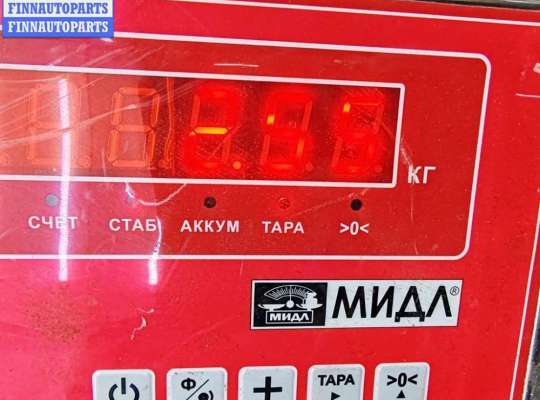 FINNAUTOPARTS
FINNAUTOPARTS
КГ
СЧЕТ СТАБ АККУМ ТАРА >0<
МИДЛ МИДЛ®
Ф + ТАРА >0<